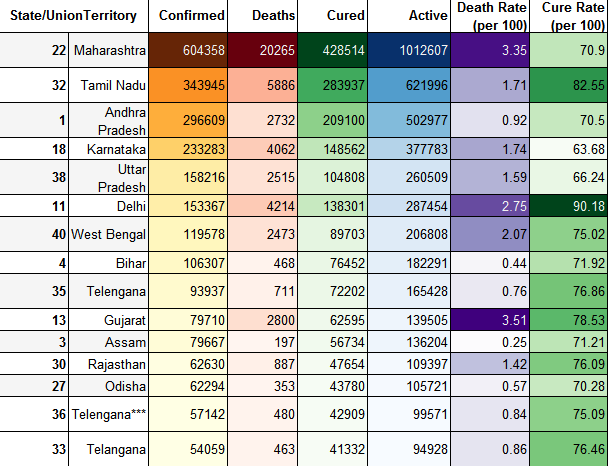 State/UnionTerritory Confirmed Deaths Cured Active Death Rate (per 100) Cure Rate (per 100)
22 Maharashtra 604358 20265 428514 1012607 3.35 70.9
32 Tamil Nadu 343945 5886 283937 621996 1.71 82.55
1 Andhra Pradesh 296609 2732 209100 502977 0.92 70.5
18 Karnataka 233283 4062 148562 377783 1.74 63.68
38 Uttar Pradesh 158216 2515 104808 260509 1.59 66.24
11 Delhi 153367 4214 138301 287454 2.75 90.18
40 West Bengal 119578 2473 89703 206808 2.07 75.02
4 Bihar 106307 468 76452 182291 0.44 71.92
35 Telengana 93937 711 72202 165428 0.76 76.86
13 Gujarat 79710 2800 62595 139505 3.51 78.53
3 Assam 79667 197 56734 136204 0.25 71.21
30 Rajasthan 62630 887 47654 109397 1.42 76.09
27 Odisha 62294 353 43780 105721 0.57 70.28
36 Telengana*** 57142 480 42909 99571 0.84 75.09
33 Telangana 54059 463 41332 94928 0.86 76.46